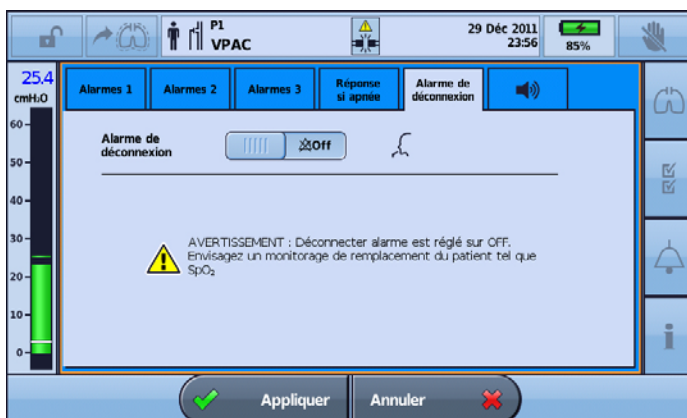 P1
VPAC
29 Déc 2011
23:56
85%
25.4
cmH₂O
60
50
40
30
20
10
0
Alarmes 1
Alarmes 2
Alarmes 3
Réponse
si apnée
Alarme de
déconnexion
Alarme de
déconnexion
Off
AVERTISSEMENT : Déconnecter alarme est réglé sur OFF.
Envisagez un monitorage de remplacement du patient tel que
SpO₂
Appliquer
Annuler